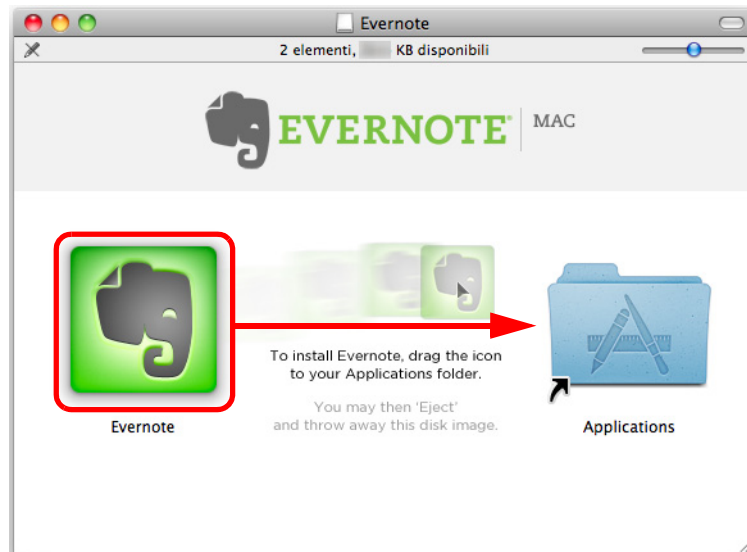 Evernote
2 elementi, KB disponibili
EVERNOTE® MAC
To install Evernote, drag the icon
to your Applications folder.
You may then 'Eject'
and throw away this disk image.
Evernote
Applications